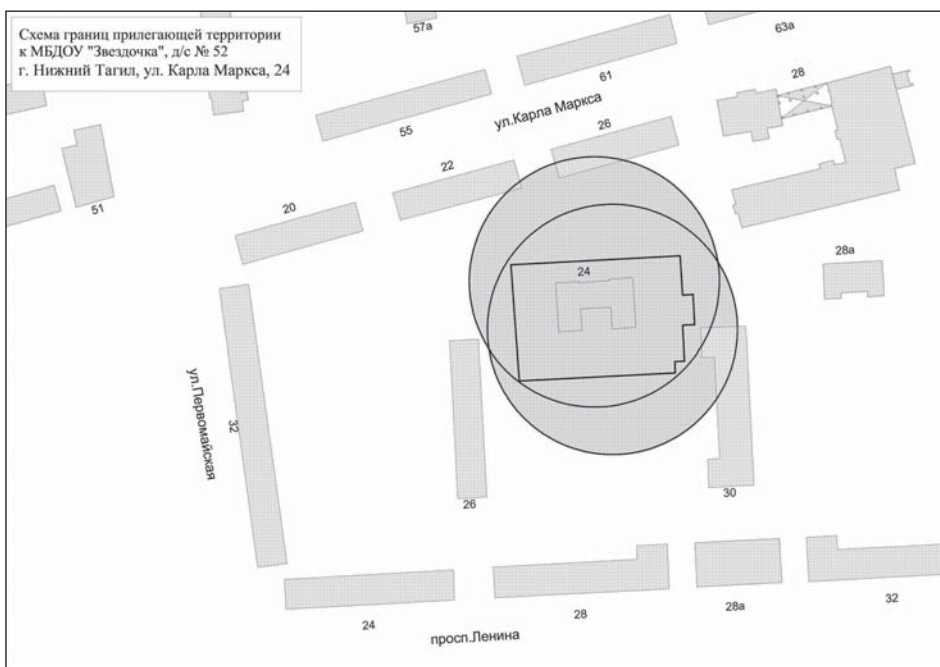 Схема границ прилегающей территории
к МБДОУ "Звездочка", д/с № 52
г. Нижний Тагил, ул. Карла Маркса, 24
57а
63а
61
28
55
ул.Карла Маркса
26
22
51
20
28а
24
ул.Первомайская
32
26
30
24
28
28а
32
просп.Ленина